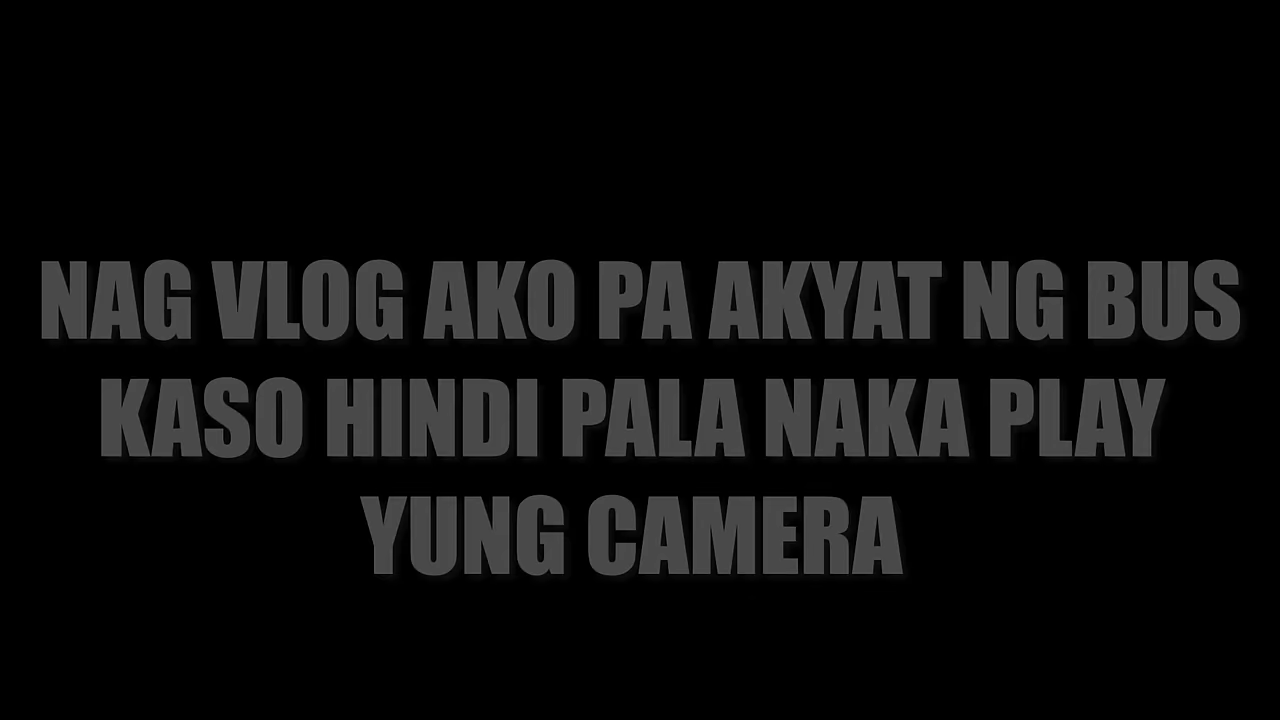 NAG VLOG AKO PA AKYAT NG BUS
KASO HINDI PALA NAKA PLAY
YUNG CAMERA